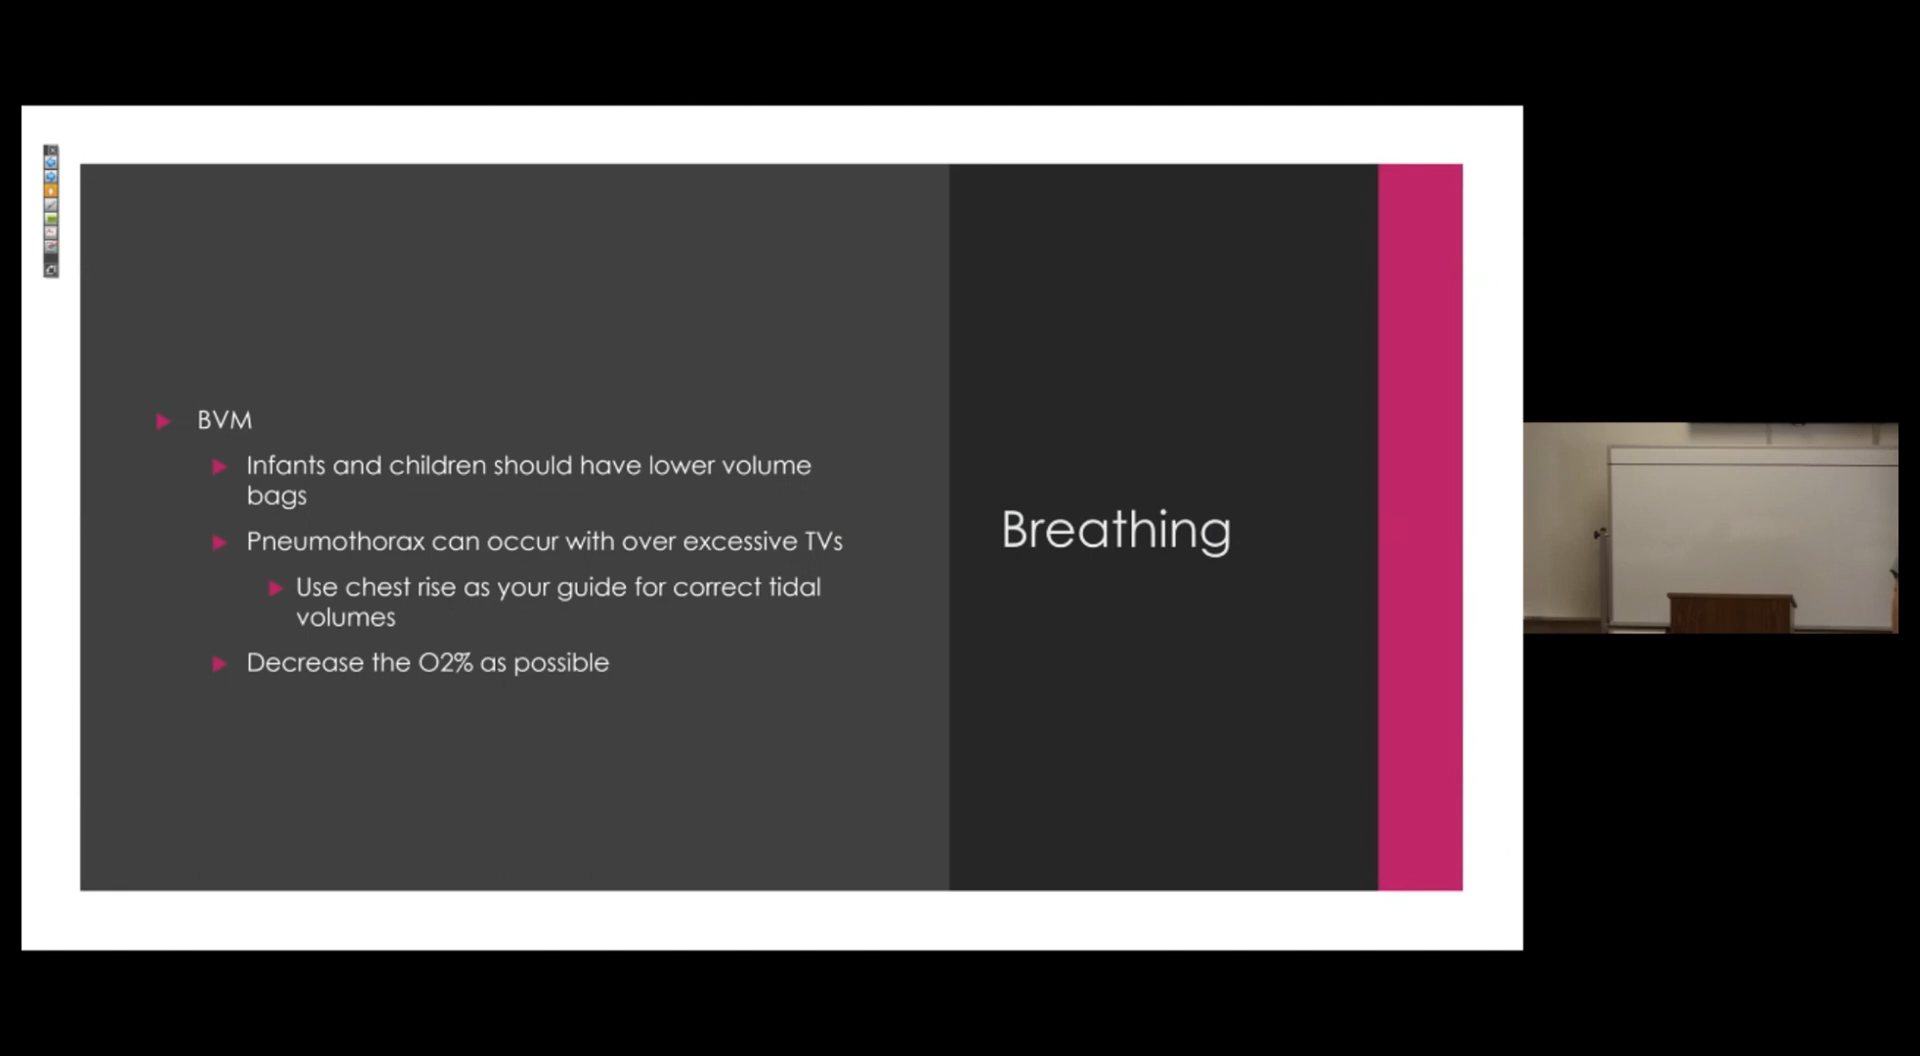 BVM
Infants and children should have lower volume
bags
Pneumothorax can occur with over excessive TVs
Use chest rise as your guide for correct tidal
volumes
Decrease the O2% as possible
Breathing